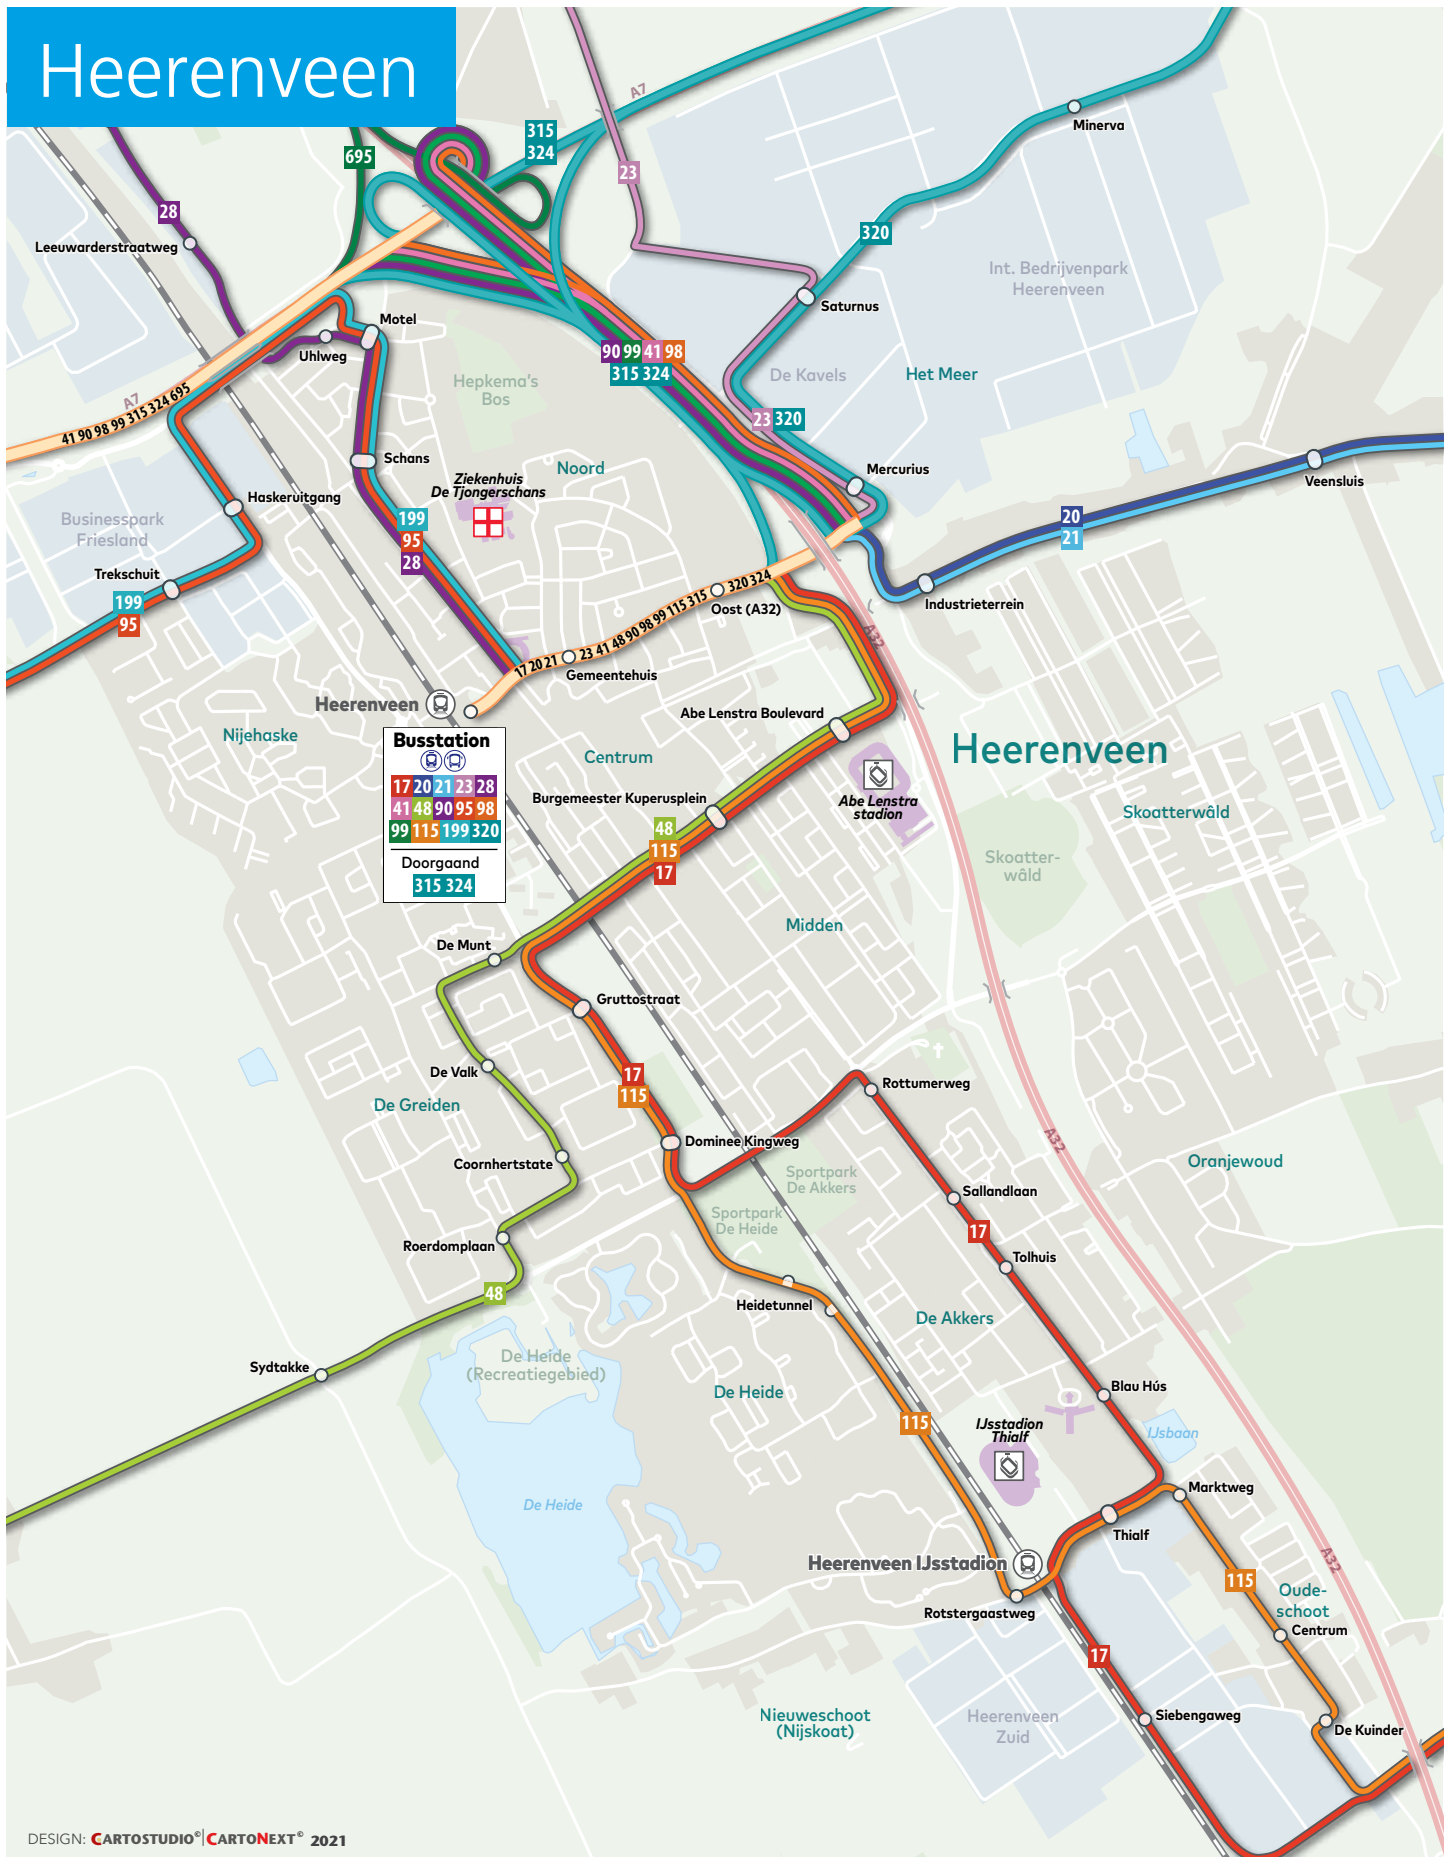 Heerenveen
A7
Minerva
315
324
695
23
28
Leeuwarderstraatweg
320
Int. Bedrijvenpark
Heerenveen
Saturnus
Motel
Uhlweg
90 99 41 98
315 324
De Kavels
Het Meer
Hepkema's
Bos
A7
41 90 98 99 315 324 695
23 320
Schans
Noord
Mercurius
Veensluis
Ziekenhuis
De Tjongerschans
Haskeruitgang
Businesspark
Friesland
199
95
28
20
21
Trekschuit
199
95
320 324
Oost (A32)
Industrieterrein
23 41 48 90 98 99 115 315
17 20 21
Gemeentehuis
A32
Heerenveen
Nijehaske
Busstation
17 20 21 23 28
41 48 90 95 98
99 115 199 320
Doorgaand
315 324
Abe Lenstra Boulevard
Centrum
Heerenveen
Burgemeester Kuperusplein
Abe Lenstra
stadion
Skoatterwâld
48
115
17
Skoatter-
wâld
Midden
De Munt
Gruttostraat
De Valk
De Greiden
17
115
Rottumerweg
Dominee Kingweg
A32
Coornhertstate
Sportpark
De Akkers
Oranjewoud
Sallandlaan
Sportpark
De Heide
17
Roerdomplaan
Tolhuis
48
Heidetunnel
De Akkers
Sydtakke
De Heide
(Recreatiegebied)
De Heide
Blau Hús
115
IJsstadion
Thialf
IJsbaan
De Heide
Marktweg
Thialf
Heerenveen IJsstadion
A32
115
Oude-
schoot
Rotstergaastweg
Centrum
17
Nieuweschoot
(Nijskoat)
Heerenveen
Zuid
Siebengaweg
De Kuinder
DESIGN: CARTOSTUDIO© | CARTONEXT© 2021